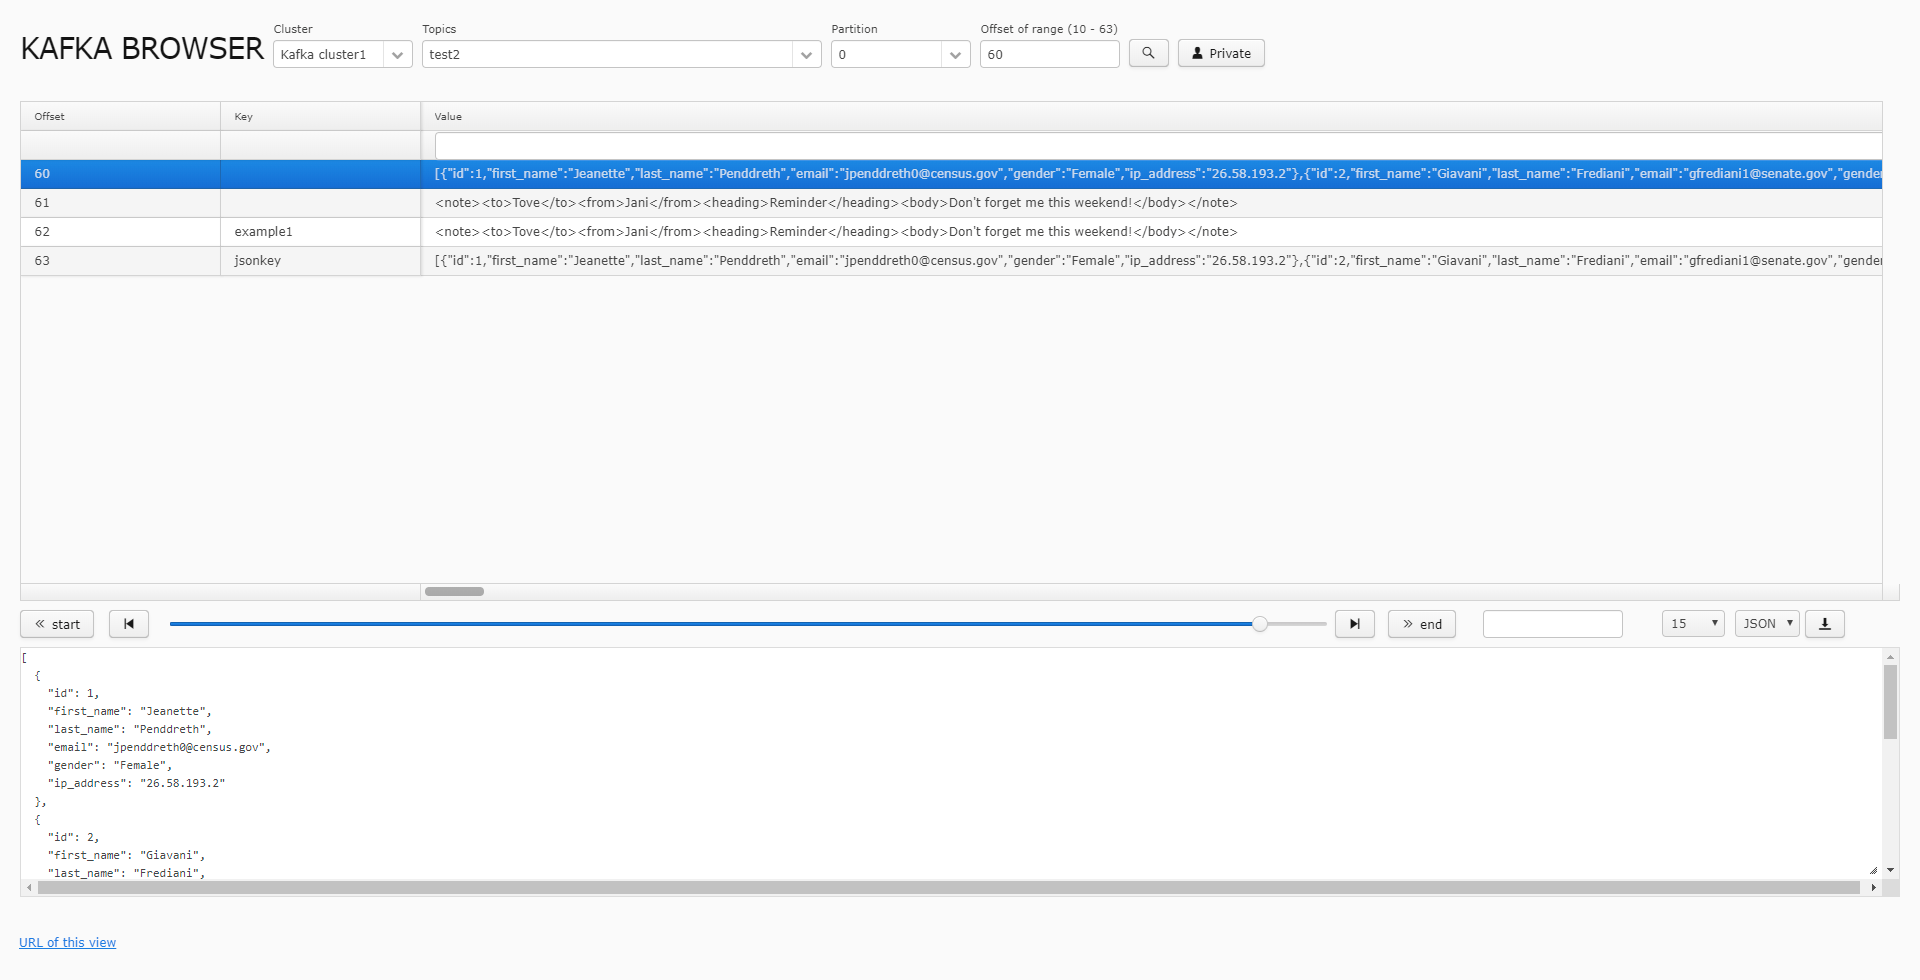 KAFKA BROWSER
Cluster
Topics
Partition
Offset of range (10 - 63)
Kafka cluster1
test2
0
60
Private
Offset Key Value
60 [{"id":1,"first_name":"Jeanette","last_name":"Penddreth","email":"jpenddreth0@census.gov","gender":"Female","ip_address":"26.58.193.2"},{"id":2,"first_name":"Giavani","last_name":"Frediani","email":"gfrediani1@senate.gov","gende
61 <note><to>Tove</to><from>Jani</from><heading>Reminder</heading><body>Don't forget me this weekend!</body></note>
62 example1 <note><to>Tove</to><from>Jani</from><heading>Reminder</heading><body>Don't forget me this weekend!</body></note>
63 jsonkey [{"id":1,"first_name":"Jeanette","last_name":"Penddreth","email":"jpenddreth0@census.gov","gender":"Female","ip_address":"26.58.193.2"},{"id":2,"first_name":"Giavani","last_name":"Frediani","email":"gfrediani1@senate.gov","gende
start
end
15
JSON
[
{
"id": 1,
"first_name": "Jeanette",
"last_name": "Penddreth",
"email": "jpenddreth0@census.gov",
"gender": "Female",
"ip_address": "26.58.193.2"
},
{
"id": 2,
"first_name": "Giavani",
"last_name": "Frediani",
URL of this view